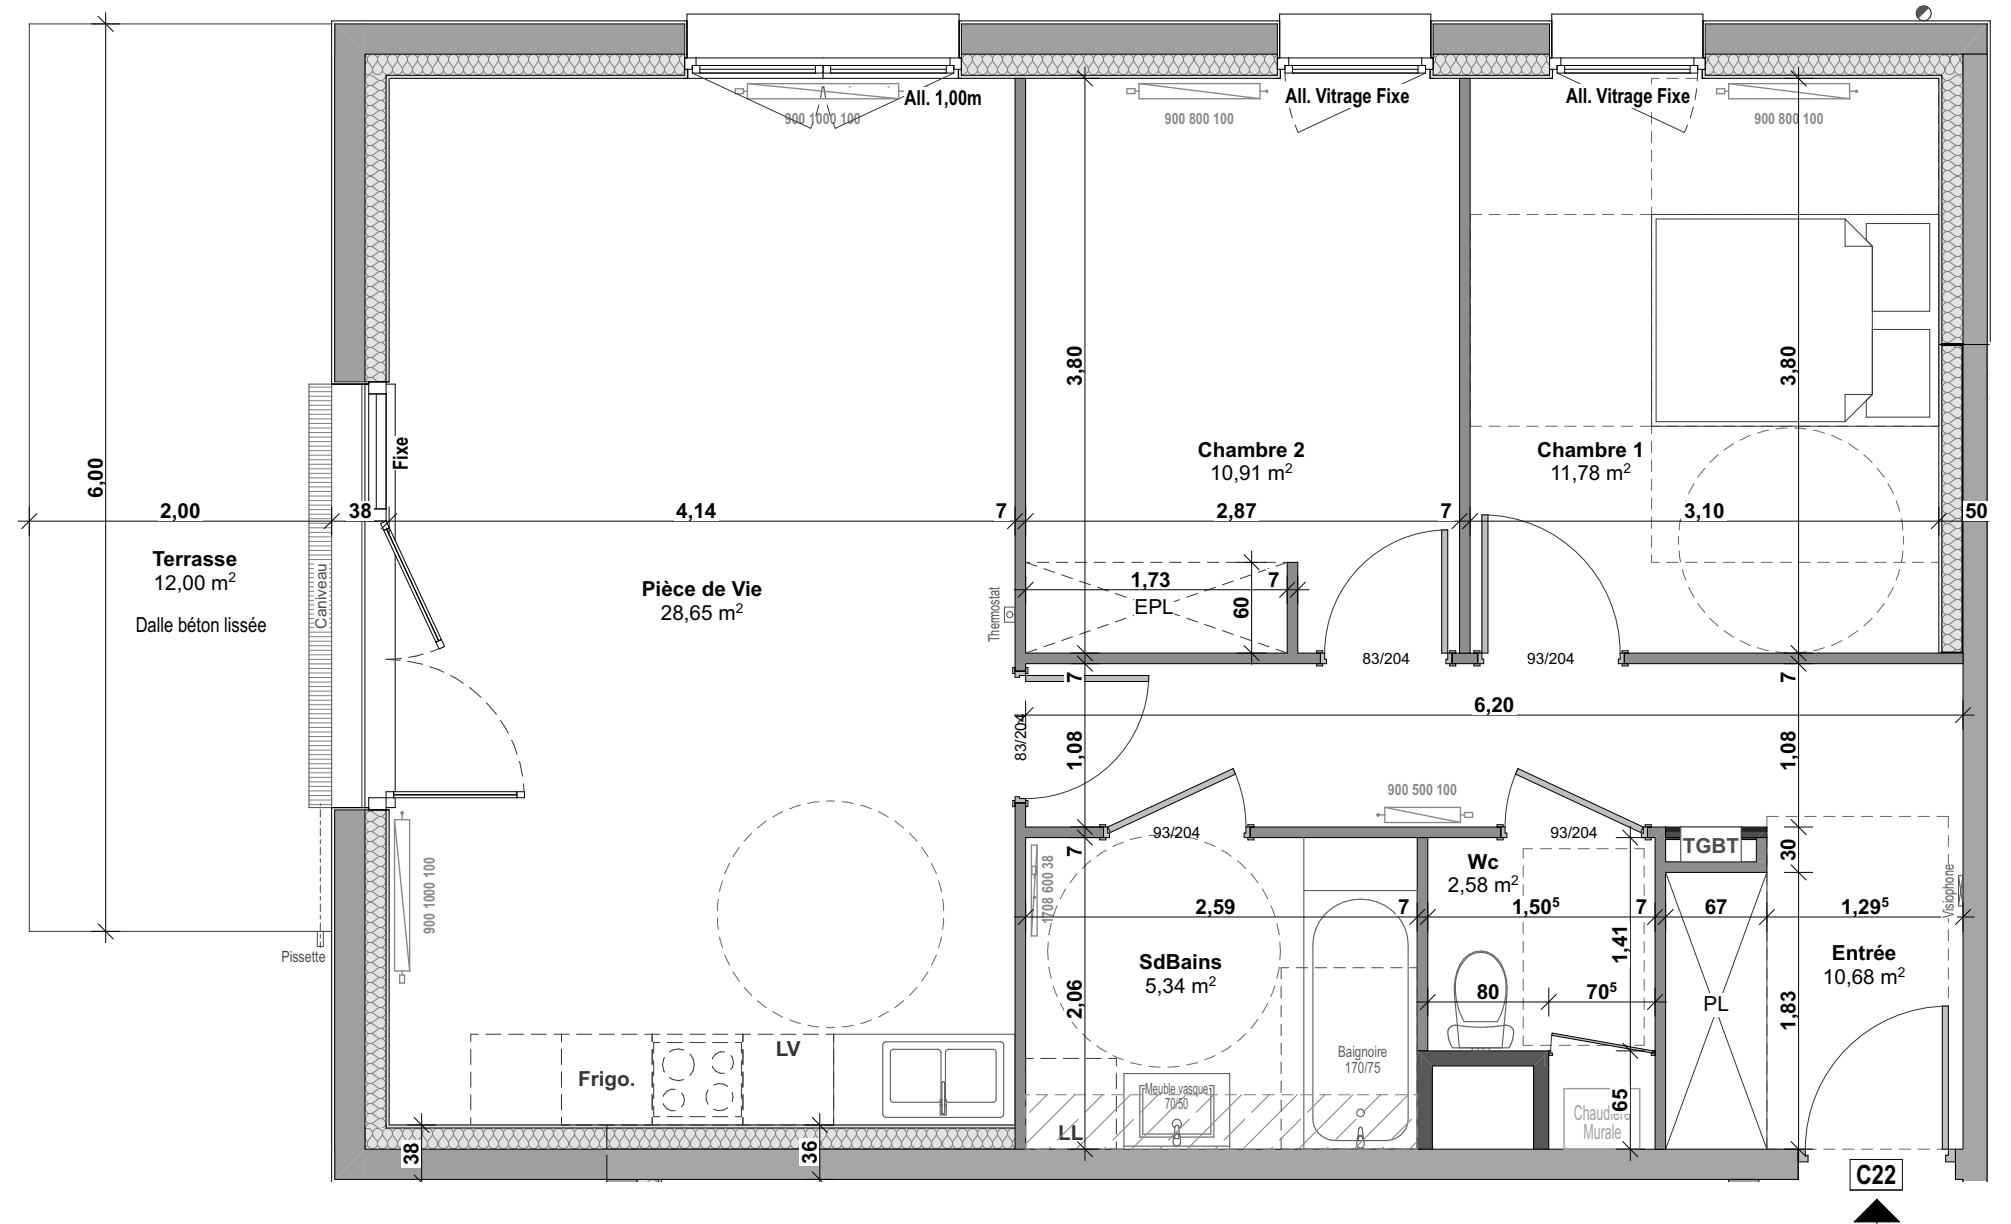 All. 1,00m
All. Vitrage Fixe
All. Vitrage Fixe
900 1000 100
900 800 100
900 800 100
3,80
3,80
6,00
Fixe
Chambre 2
10,91 m²
Chambre 1
11,78 m²
2,00
38
4,14
7
2,87
7
3,10
50
Terrasse
12,00 m²
Dalle béton lissée
Caniveau
Pièce de Vie
28,65 m²
Thermostat
1,73
7
EPL
60
83/204
93/204
7
7
6,20
83/204
1,08
1,08
900 500 100
93/204
93/204
7
TGBT
30
900 1000 100
1708 600 38
Wc
2,58 m²
2,59
7
1,50⁵
7
67
1,29⁵
Visiophone
1,41
Pissette
SdBains
5,34 m²
Entrée
10,68 m²
2,06
80
70⁵
PL
1,83
LV
Frigo.
Baignoire
170/75
Meuble vasque
70/50
65
Chaudière
Murale
LL
38
36
C22